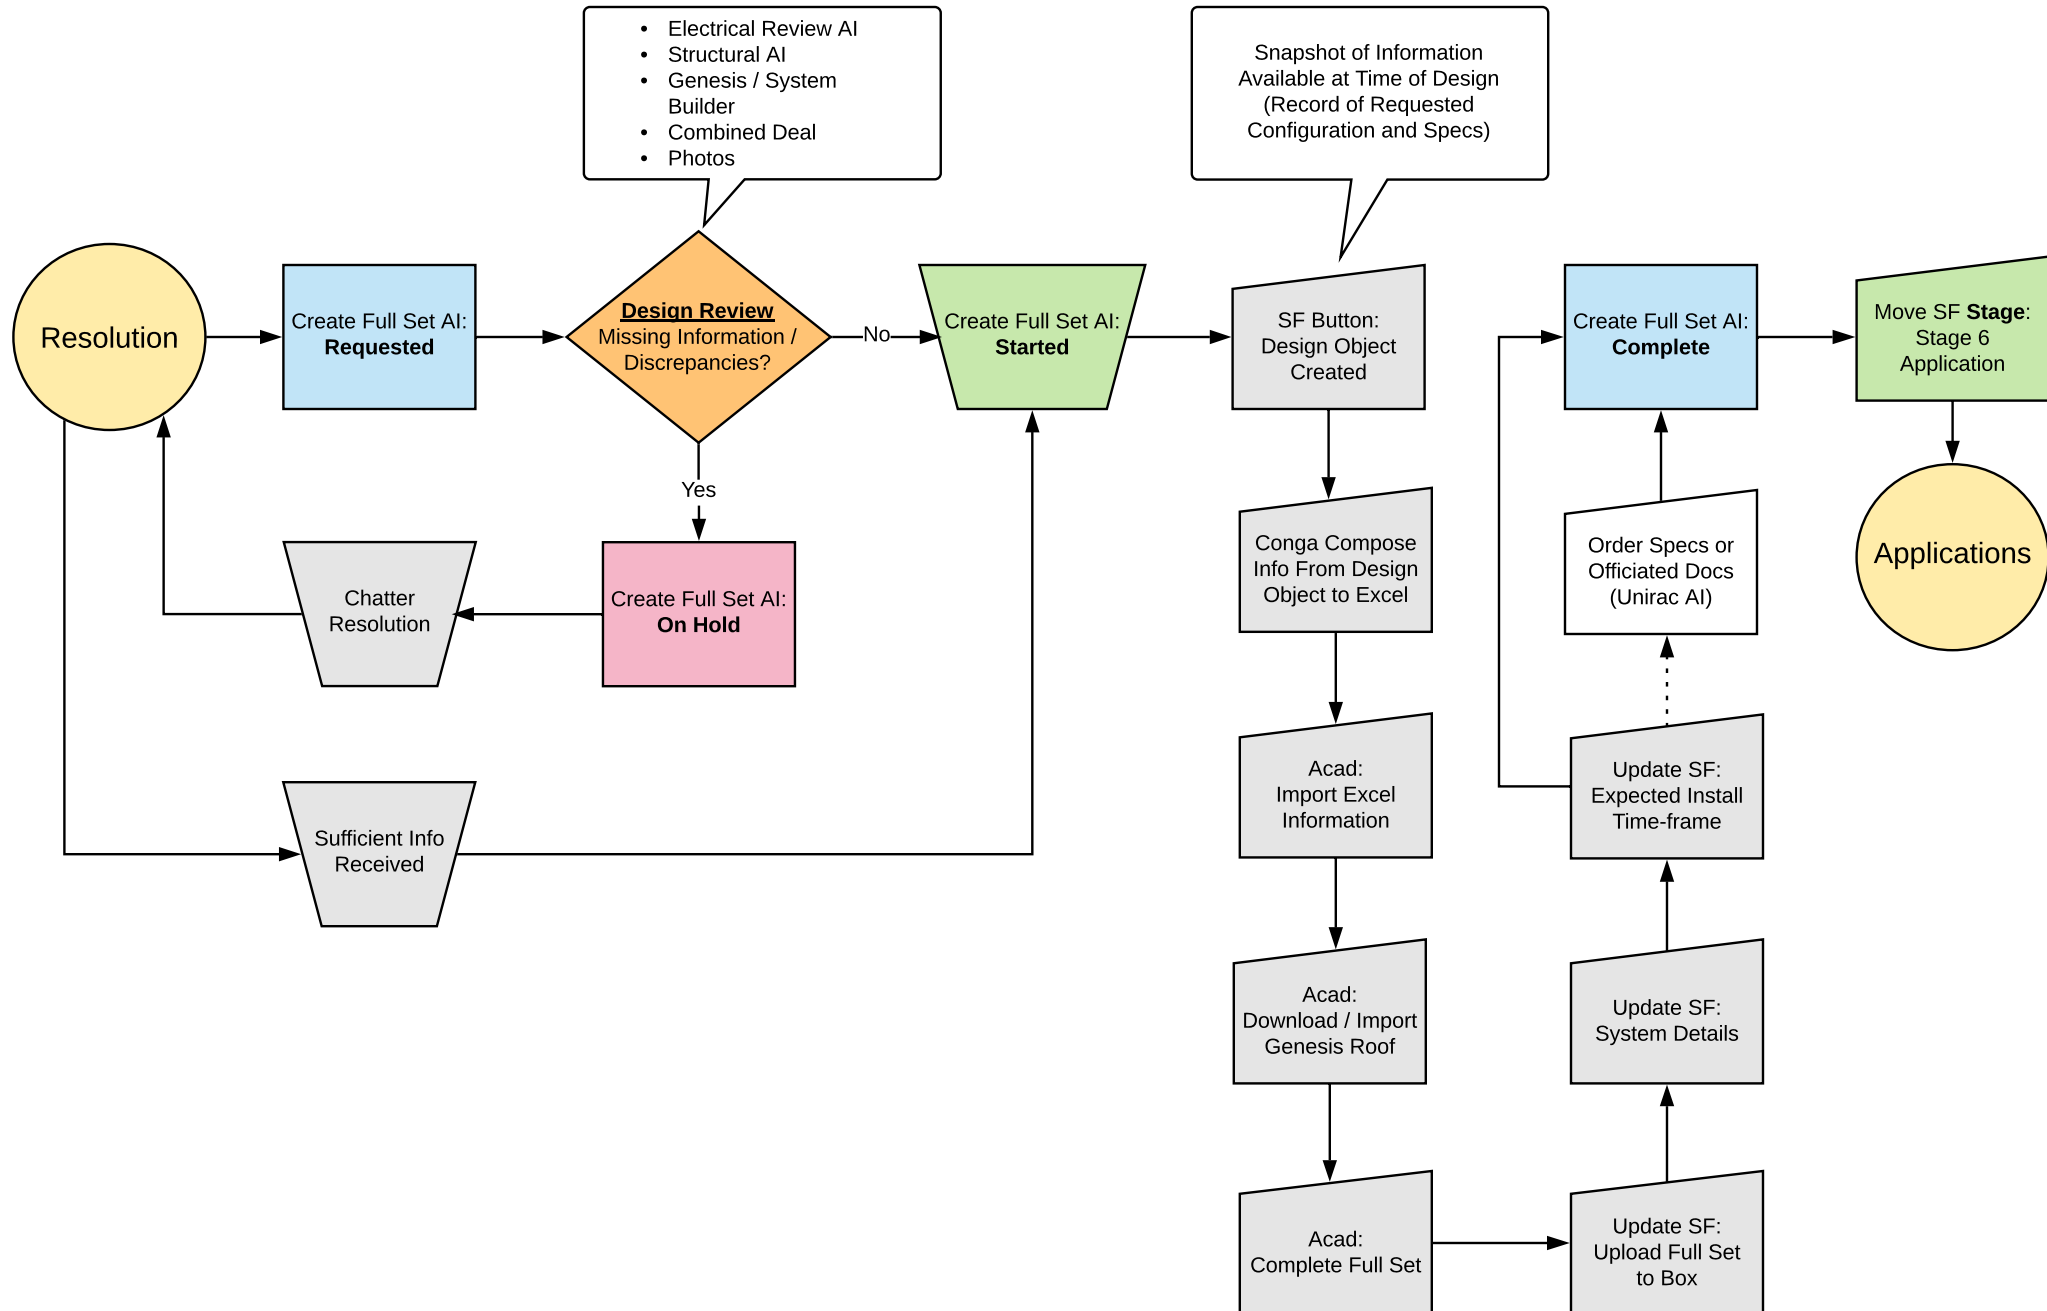 • Electrical Review AI
• Structural AI
• Genesis / System
Builder
• Combined Deal
• Photos
Snapshot of Information
Available at Time of Design
(Record of Requested
Configuration and Specs)
Resolution
Create Full Set AI:
Requested
Design Review
Missing Information /
Discrepancies?
No
Create Full Set AI:
Started
SF Button:
Design Object
Created
Create Full Set AI:
Complete
Move SF Stage:
Stage 6
Application
Yes
Chatter
Resolution
Create Full Set AI:
On Hold
Conga Compose
Info From Design
Object to Excel
Order Specs or
Officiated Docs
(Unirac AI)
Applications
Sufficient Info
Received
Acad:
Import Excel
Information
Update SF:
Expected Install
Time-frame
Acad:
Download / Import
Genesis Roof
Update SF:
System Details
Acad:
Complete Full Set
Update SF:
Upload Full Set
to Box